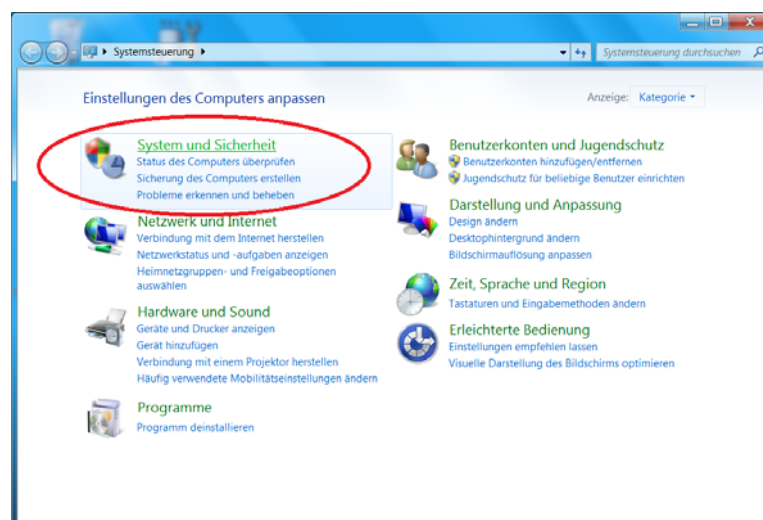 Systemsteuerung
Systemsteuerung durchsuchen
Einstellungen des Computers anpassen
Anzeige: Kategorie
System und Sicherheit
Status des Computers überprüfen
Sicherung des Computers erstellen
Probleme erkennen und beheben
Netzwerk und Internet
Verbindung mit dem Internet herstellen
Netzwerkstatus und -aufgaben anzeigen
Heimnetzgruppen- und Freigabeoptionen
auswählen
Hardware und Sound
Geräte und Drucker anzeigen
Gerät hinzufügen
Verbindung mit einem Projektor herstellen
Häufig verwendete Mobilitätseinstellungen ändern
Programme
Programm deinstallieren
Benutzerkonten und Jugendschutz
Benutzerkonten hinzufügen/entfernen
Jugendschutz für beliebige Benutzer einrichten
Darstellung und Anpassung
Design ändern
Desktophintergrund ändern
Bildschirmauflösung anpassen
Zeit, Sprache und Region
Tastaturen und Eingabemethoden ändern
Erleichterte Bedienung
Einstellungen empfehlen lassen
Visuelle Darstellung des Bildschirms optimieren